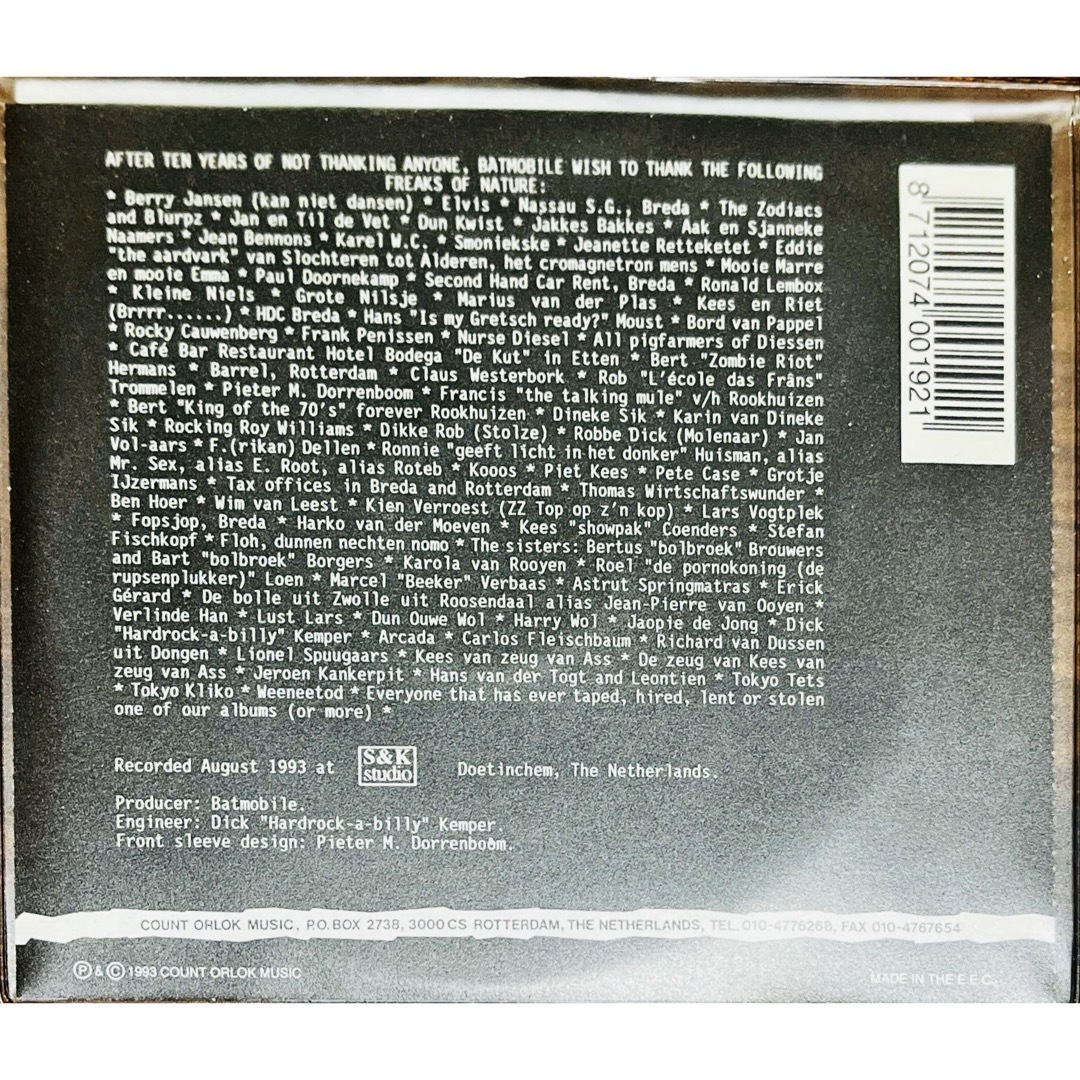 AFTER TEN YEARS OF NOT THANKING ANYONE, BATMOBILE WISH TO THANK THE FOLLOWING
FREAKS OF NATURE:
* Berry Jansen (kan niet dansen) * Elvis * Nassau S.G., Breda * The Zodiacs
and Blurpz * Jan en Til de Vet * Dun Kwist * Jakkes Bakkes * Aak en Sjanneke
Naamers * Jean Bennons * Karel W.C. * Smoniekske * Jeanette Retteketet * Eddie
"the aardvark" van Slochteren tot Alderen, het cromagnetron mens * Mooie Marre
en mooie Emma * Paul Doornekamp * Second Hand Car Rent, Breda * Ronald Lembox
* Kleine Niels * Grote Nilsje * Marius van der Plas * Kees en Riet
(Brrrr......) * HDC Breda * Hans "Is my Gretsch ready?" Moust * Bord van Pappel
* Rocky Cauwenberg * Frank Penissen * Nurse Diesel * All pigfarmers of Diessen
* Café Bar Restaurant Hotel Bodega "De Kut" in Etten * Bert "Zombie Riot"
Hermans * Barrel, Rotterdam * Claus Westerbork * Rob "L'école das Frâns"
Trommelen * Pieter M. Dorrenboom * Francis "the talking mule" v/h Rookhuizen
* Bert "King of the 70's" forever Rookhuizen * Dineke Sik * Karin van Dineke
Sik * Rocking Roy Williams * Dikke Rob (Stolze) * Robbe Dick (Molenaar) * Jan
Vol-aars * F.(rikan) Dellen * Ronnie "geeft licht in het donker" Huisman, alias
Mr. Sex, alias E. Root, alias Roteb * Kooos * Piet Kees * Pete Case * Grotje
IJzermans * Tax offices in Breda and Rotterdam * Thomas Wirtschaftswunder *
Ben Hoer * Wim van Leest * Kien Verroest (ZZ Top op z'n kop) * Lars Vogtplek
* Fopsjop, Breda * Harko van der Moeven * Kees "showpak" Coenders * Stefan
Fischkopf * Floh, dunnen nechten nomo * The sisters: Bertus "bolbroek" Brouwers
and Bart "bolbroek" Borgers * Karola van Rooyen * Roel "de pornokoning (de
rupsenplukker)" Loen * Marcel "Beeker" Verbaas * Astrut Springmatras * Erick
Gérard * De bolle uit Zwolle uit Roosendaal alias Jean-Pierre van Ooyen *
Verlinde Han * Lust Lars * Dun Ouwe Wol * Harry Wol * Jaopie de Jong * Dick
"Hardrock-a-billy" Kemper * Arcada * Carlos Fleischbaum * Richard van Dussen
uit Dongen * Lionel Spuugaars * Kees van zeug van Ass * De zeug van Kees van
zeug van Ass * Jeroen Kankerpit * Hans van der Togt and Leontien * Tokyo Tets
* Tokyo Kliko * Weeneetod * Everyone that has ever taped, hired, lent or stolen
one of our albums (or more) *
8 712074 001921
Recorded August 1993 at S&K studio Doetinchem, The Netherlands.
Producer: Batmobile.
Engineer: Dick "Hardrock-a-billy" Kemper.
Front sleeve design: Pieter M. Dorrenboom.
COUNT ORLOK MUSIC, P.O. BOX 2738, 3000 CS ROTTERDAM, THE NETHERLANDS, TEL. 010-4776268, FAX 010-4767654
Ⓟ & © 1993 COUNT ORLOK MUSIC
MADE IN THE E.E.C.